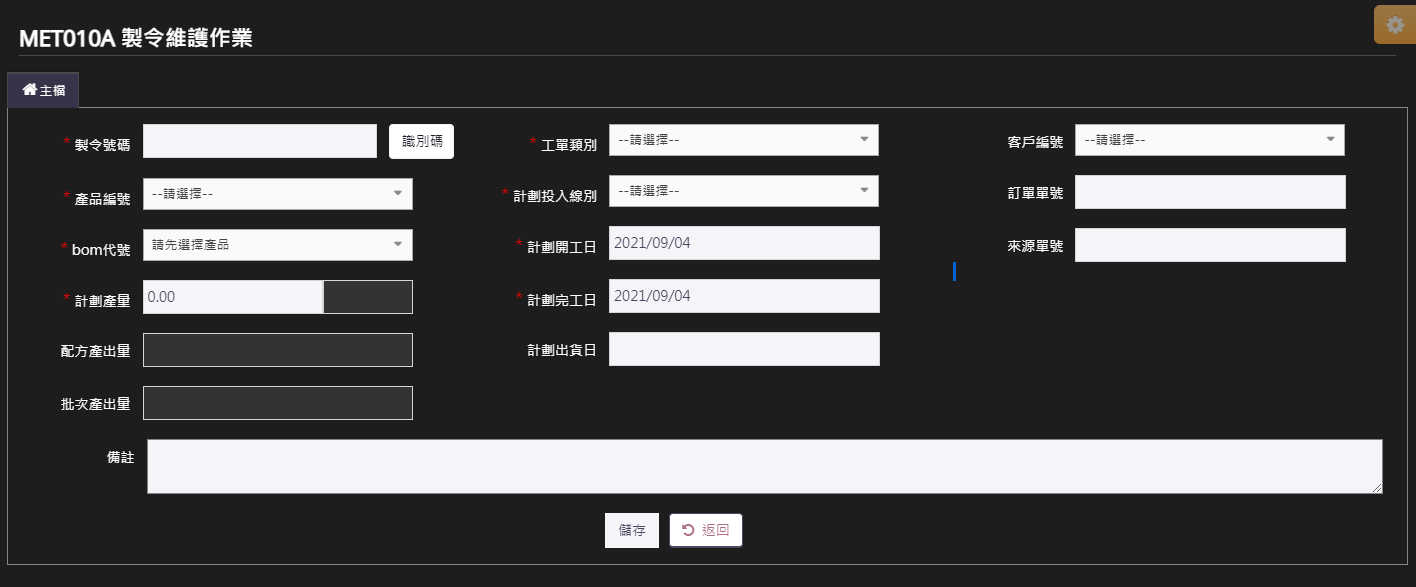 MET010A 製令維護作業
主檔
* 製令號碼 識別碼 * 工單類別 --請選擇-- 客戶編號 --請選擇--
* 產品編號 --請選擇-- * 計劃投入線別 --請選擇-- 訂單單號
* bom代號 請先選擇產品 * 計劃開工日 2021/09/04 來源單號
* 計劃產量 0.00 * 計劃完工日 2021/09/04
配方產出量 計劃出貨日
批次產出量
備註
儲存 返回